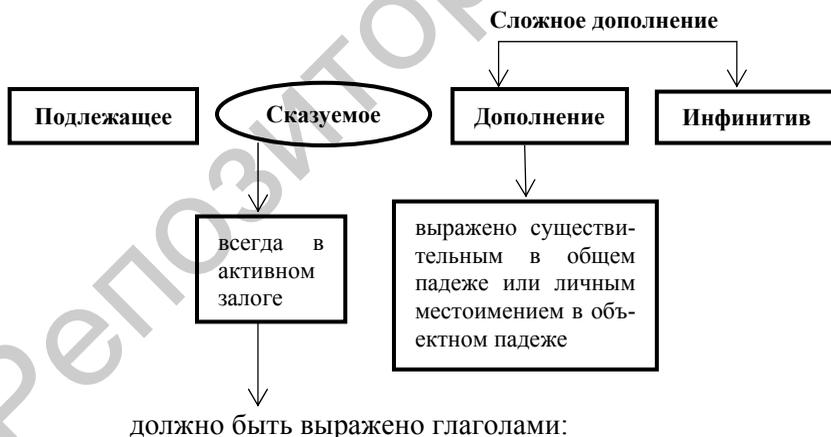 Сложное дополнение
Подлежащее
Сказуемое
Дополнение
Инфинитив
всегда в
активном
залоге
выражено существи-
тельным в общем
падеже или личным
местоимением в объ-
ектном падеже
должно быть выражено глаголами:
Репозитор